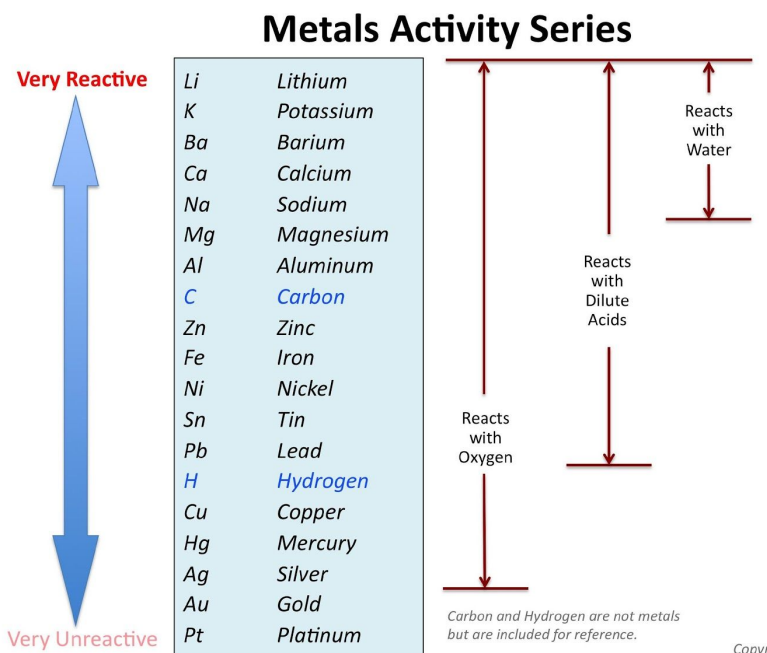 Metals Activity Series
Very Reactive
Li Lithium
K Potassium
Ba Barium
Ca Calcium
Na Sodium
Mg Magnesium
Al Aluminum
C Carbon
Zn Zinc
Fe Iron
Ni Nickel
Sn Tin
Pb Lead
H Hydrogen
Cu Copper
Hg Mercury
Ag Silver
Au Gold
Pt Platinum
Very Unreactive
Reacts
with
Oxygen
Reacts
with
Dilute
Acids
Reacts
with
Water
Carbon and Hydrogen are not metals
but are included for reference.